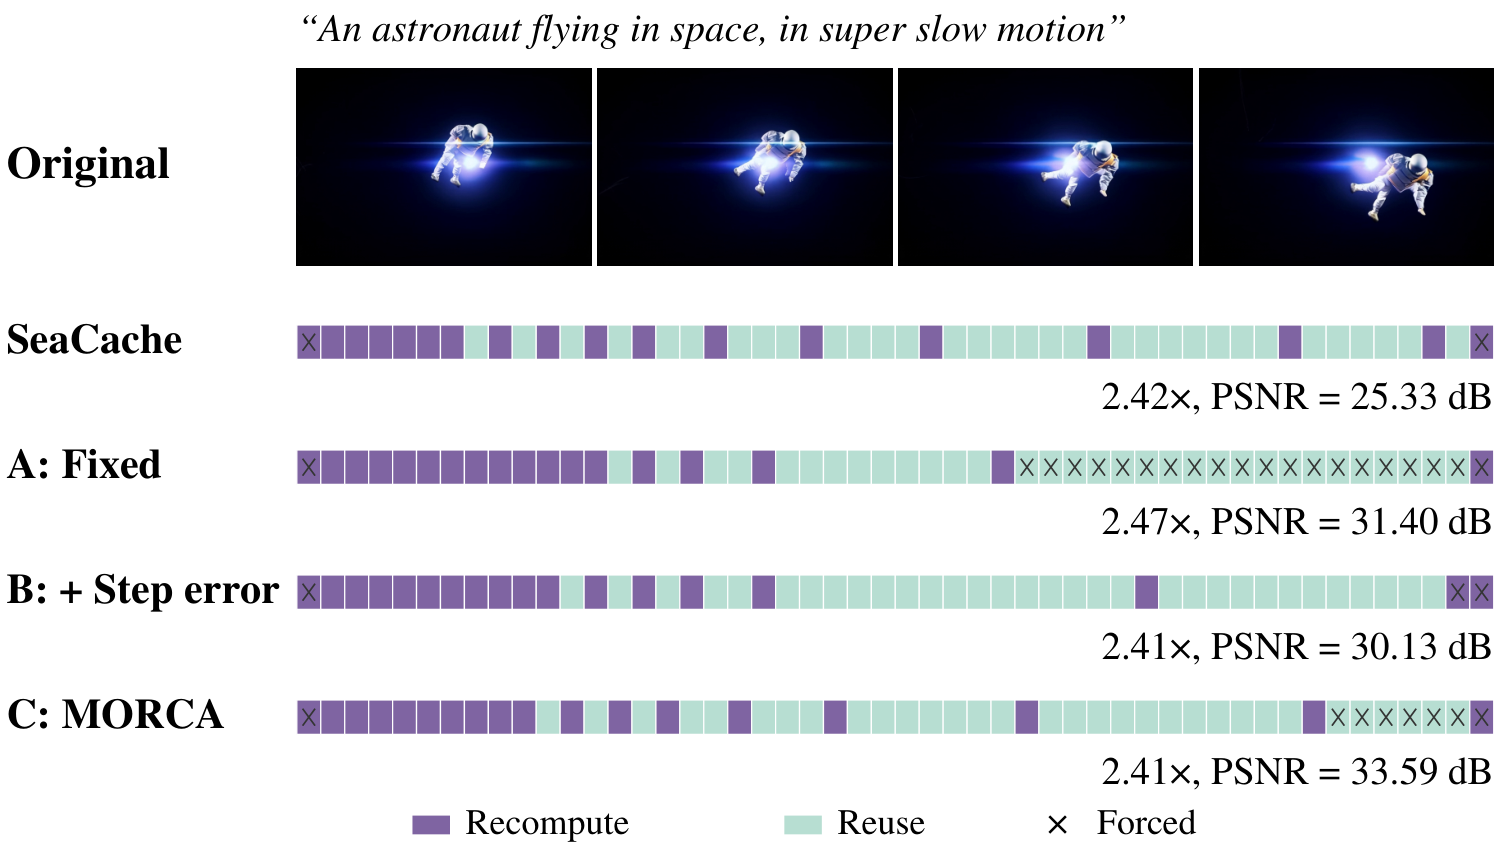 “An astronaut flying in space, in super slow motion”
Original
SeaCache
2.42×, PSNR = 25.33 dB
A: Fixed
2.47×, PSNR = 31.40 dB
B: + Step error
2.41×, PSNR = 30.13 dB
C: MORCA
2.41×, PSNR = 33.59 dB
Recompute Reuse × Forced